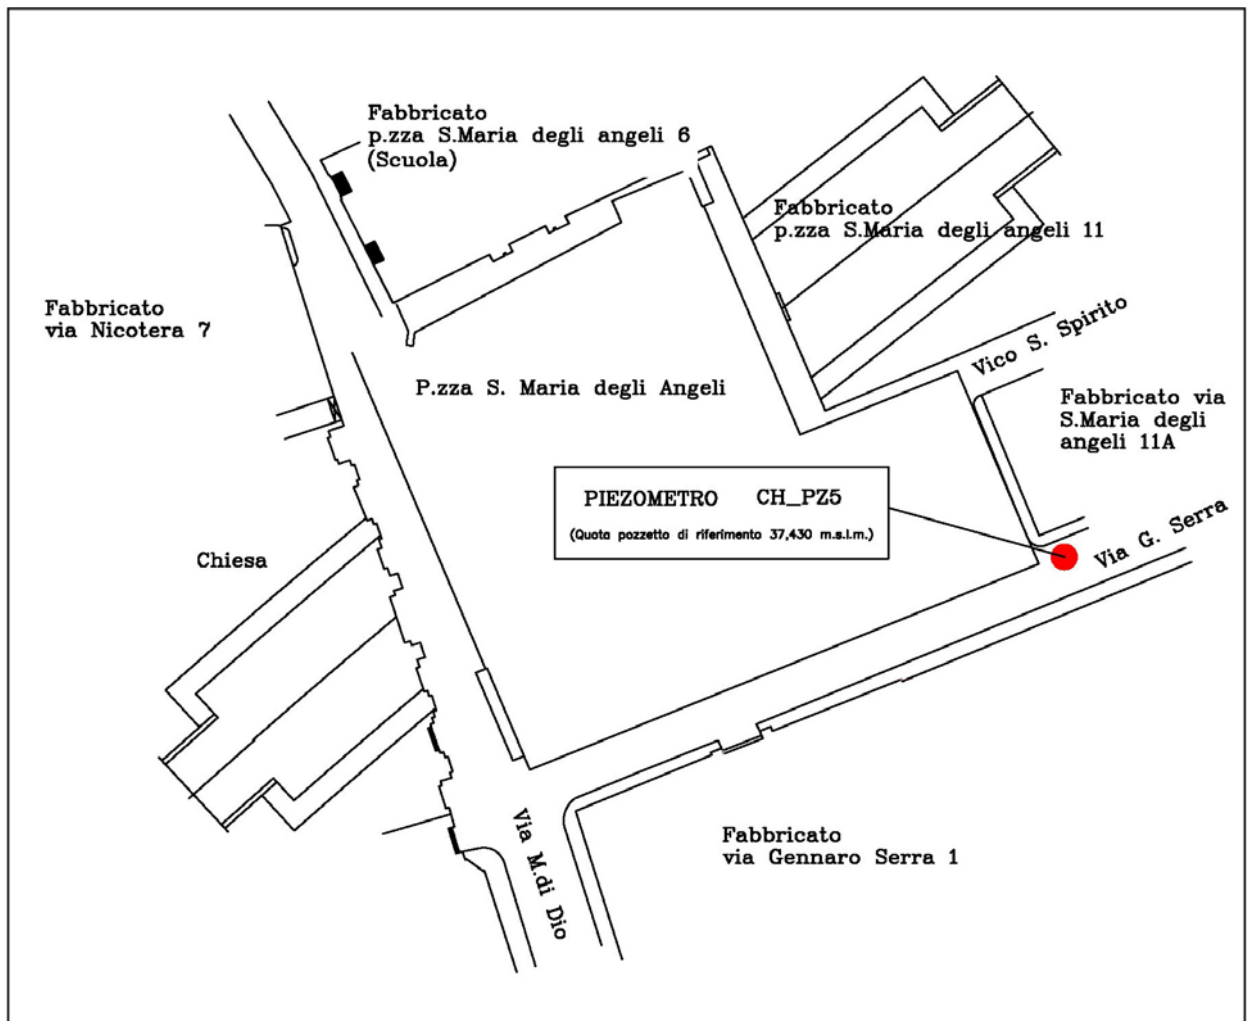 Fabbricato
p.zza S.Maria degli angeli 6
(Scuola)
Fabbricato
p.zza S.Maria degli angeli 11
Fabbricato
via Nicotera 7
Vico S. Spirito
P.zza S. Maria degli Angeli
Fabbricato via
S.Maria degli
angeli 11A
PIEZOMETRO CH_PZ5
(Quota pozzetto di riferimento 37,430 m.s.l.m.)
Via G. Serra
Chiesa
Via M.di Dio
Fabbricato
via Gennaro Serra 1